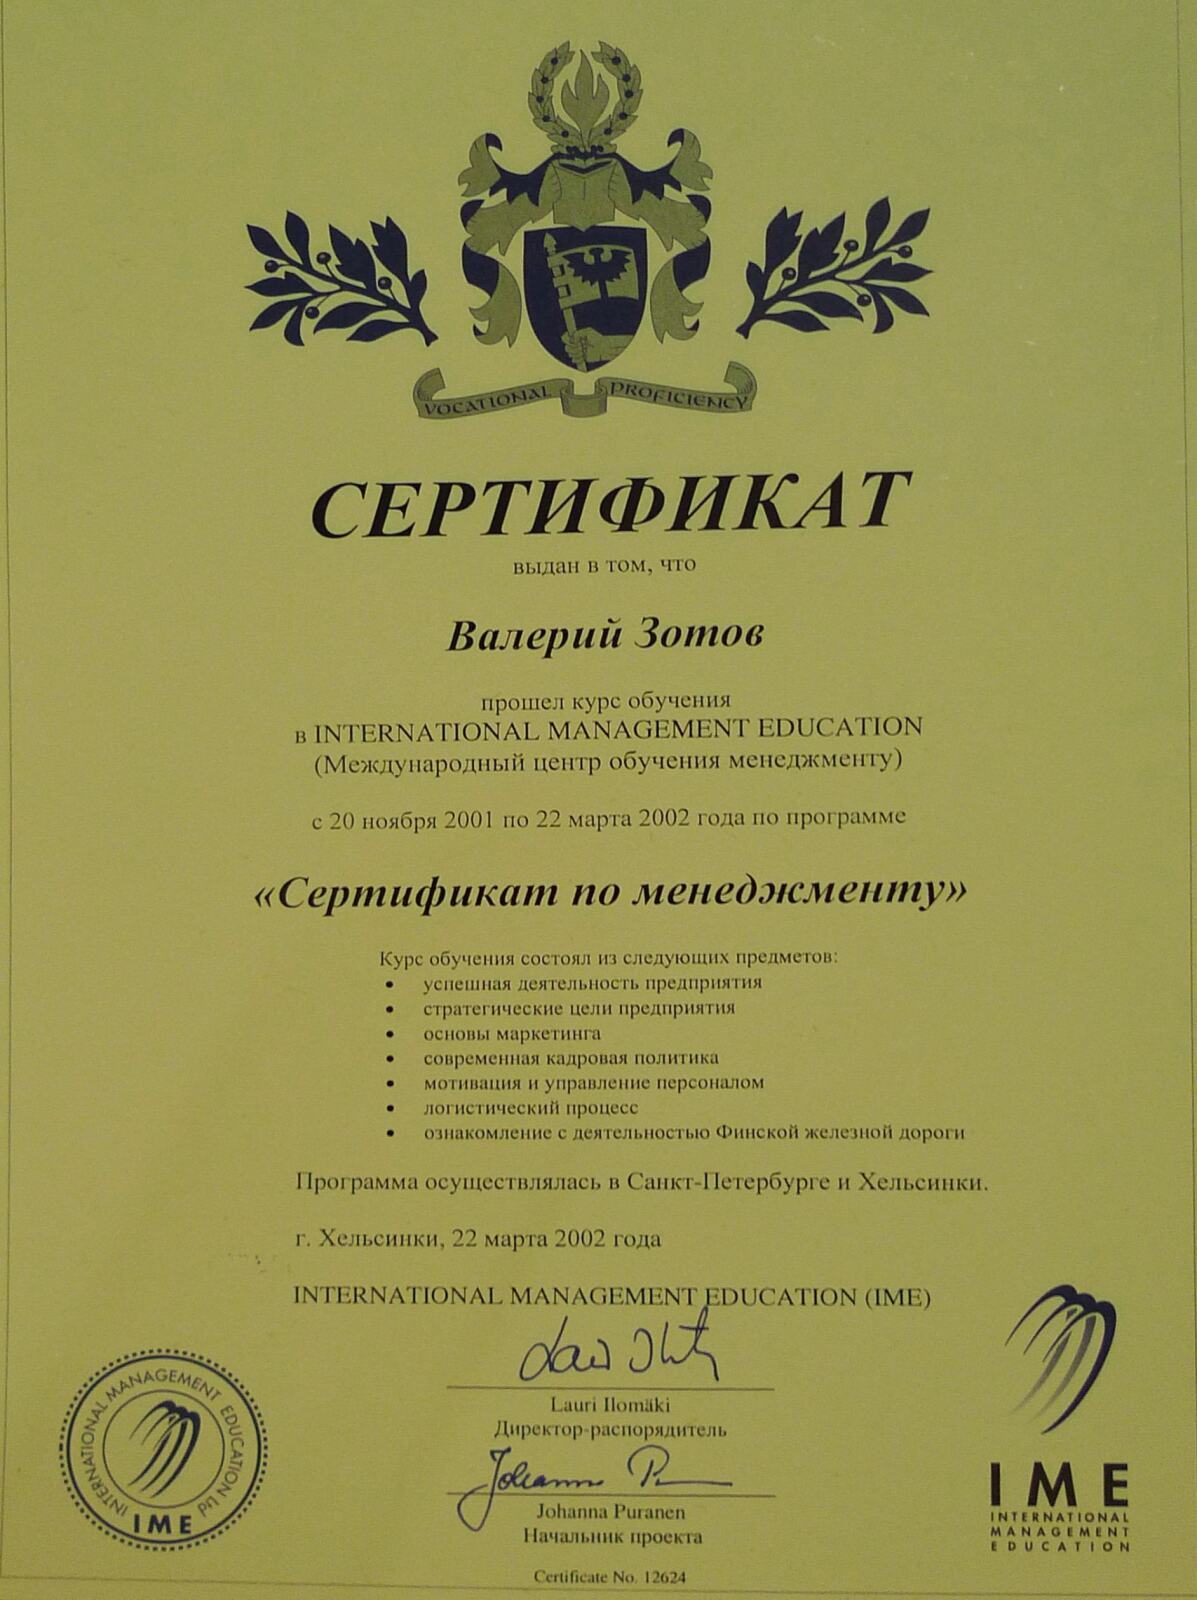 VOCATIONAL PROFICIENCY
СЕРТИФИКАТ
выдан в том, что
Валерий Зотов
прошел курс обучения
в INTERNATIONAL MANAGEMENT EDUCATION
(Международный центр обучения менеджменту)
с 20 ноября 2001 по 22 марта 2002 года по программе
«Сертификат по менеджменту»
Курс обучения состоял из следующих предметов:
• успешная деятельность предприятия
• стратегические цели предприятия
• основы маркетинга
• современная кадровая политика
• мотивация и управление персоналом
• логистический процесс
• ознакомление с деятельностью Финской железной дороги
Программа осуществлялась в Санкт-Петербурге и Хельсинки.
г. Хельсинки, 22 марта 2002 года
INTERNATIONAL MANAGEMENT EDUCATION (IME)
Lauri Ilomäki
Директор-распорядитель
Johanna Puranen
Начальник проекта
Certificate No. 12624
INTERNATIONAL MANAGEMENT EDUCATION Ltd
IME
IME
INTERNATIONAL
MANAGEMENT
EDUCATION